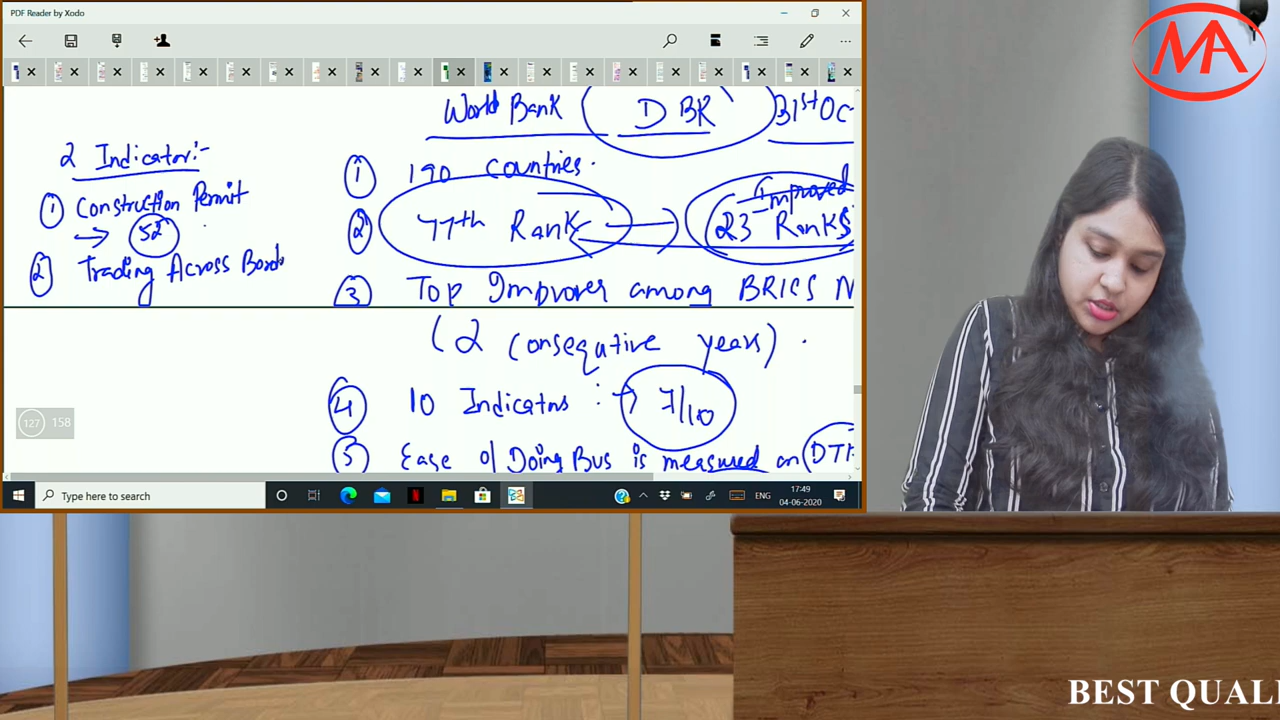 PDF Reader by Xodo
MA
World Bank DBR 31st Oc
2 Indicator:-
① 190 Countries.
① Construction Permit
→ 52
Improved
② 77th Rank → 23 Ranks
② Trading Across Bord
③ Top Improver among BRICS N
(2 Consequtive years).
④ 10 Indicators : → 7/10
127 158
⑤ Ease of Doing Bus is measured on (DTF
Type here to search
ENG
17:49
04-06-2020
BEST QUALI